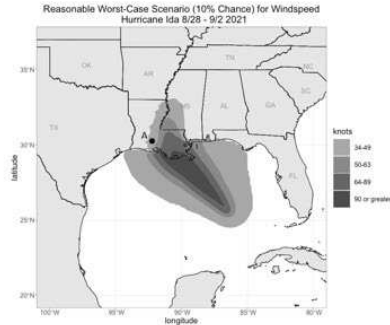 Reasonable Worst-Case Scenario (10% Chance) for Windspeed
Hurricane Ida 8/28 - 9/2 2021
35°N
30°N
25°N
20°N
latitude
100°W
95°W
90°W
85°W
80°W
longitude
OK
AR
TN
NC
SC
TX
MS
AL
GA
FL
A
knots
34-49
50-63
64-89
90 or greater